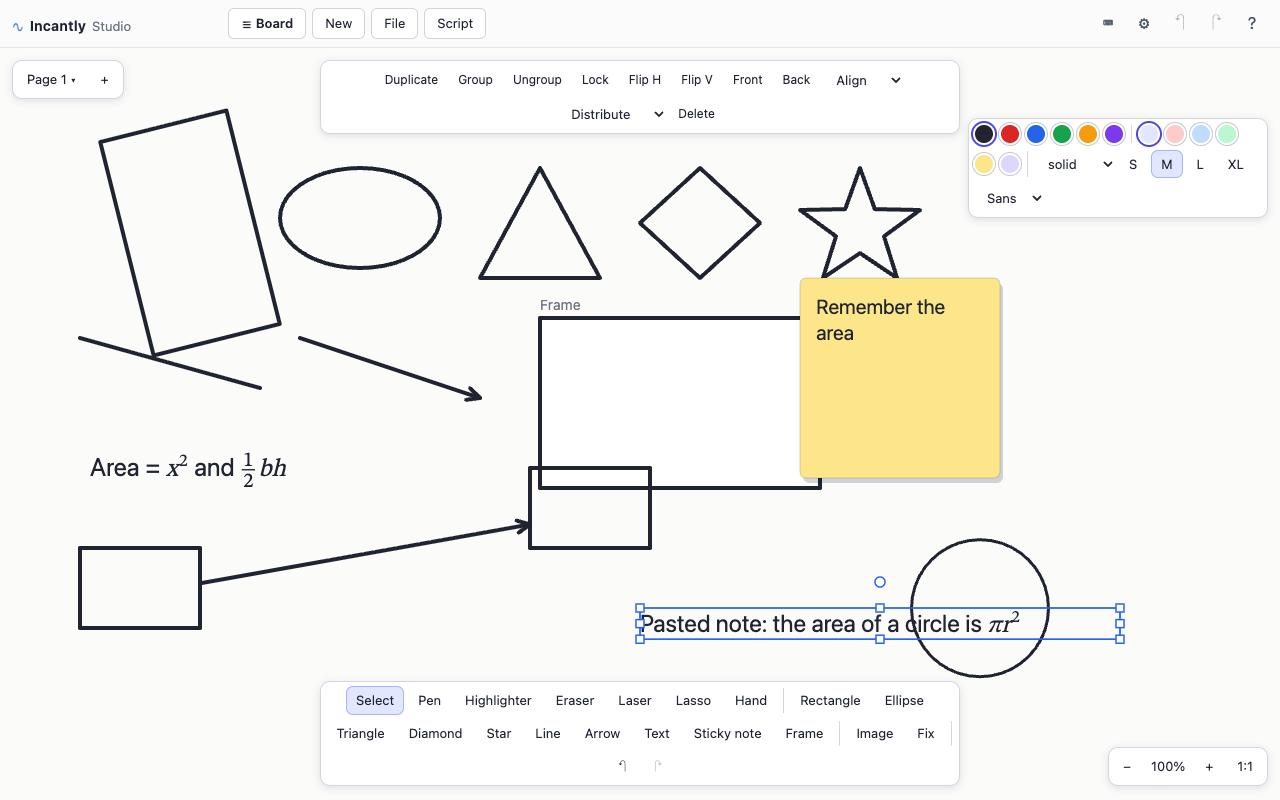 Incantly Studio
≡ Board New File Script
Page 1 +
Duplicate Group Ungroup Lock Flip H Flip V Front Back Align
Distribute Delete
solid S M L XL
Sans
Remember the
area
Frame
Area = x² and ½ bh
Pasted note: the area of a circle is πr²
Select Pen Highlighter Eraser Laser Lasso Hand Rectangle Ellipse
Triangle Diamond Star Line Arrow Text Sticky note Frame Image Fix
− 100% + 1:1
?